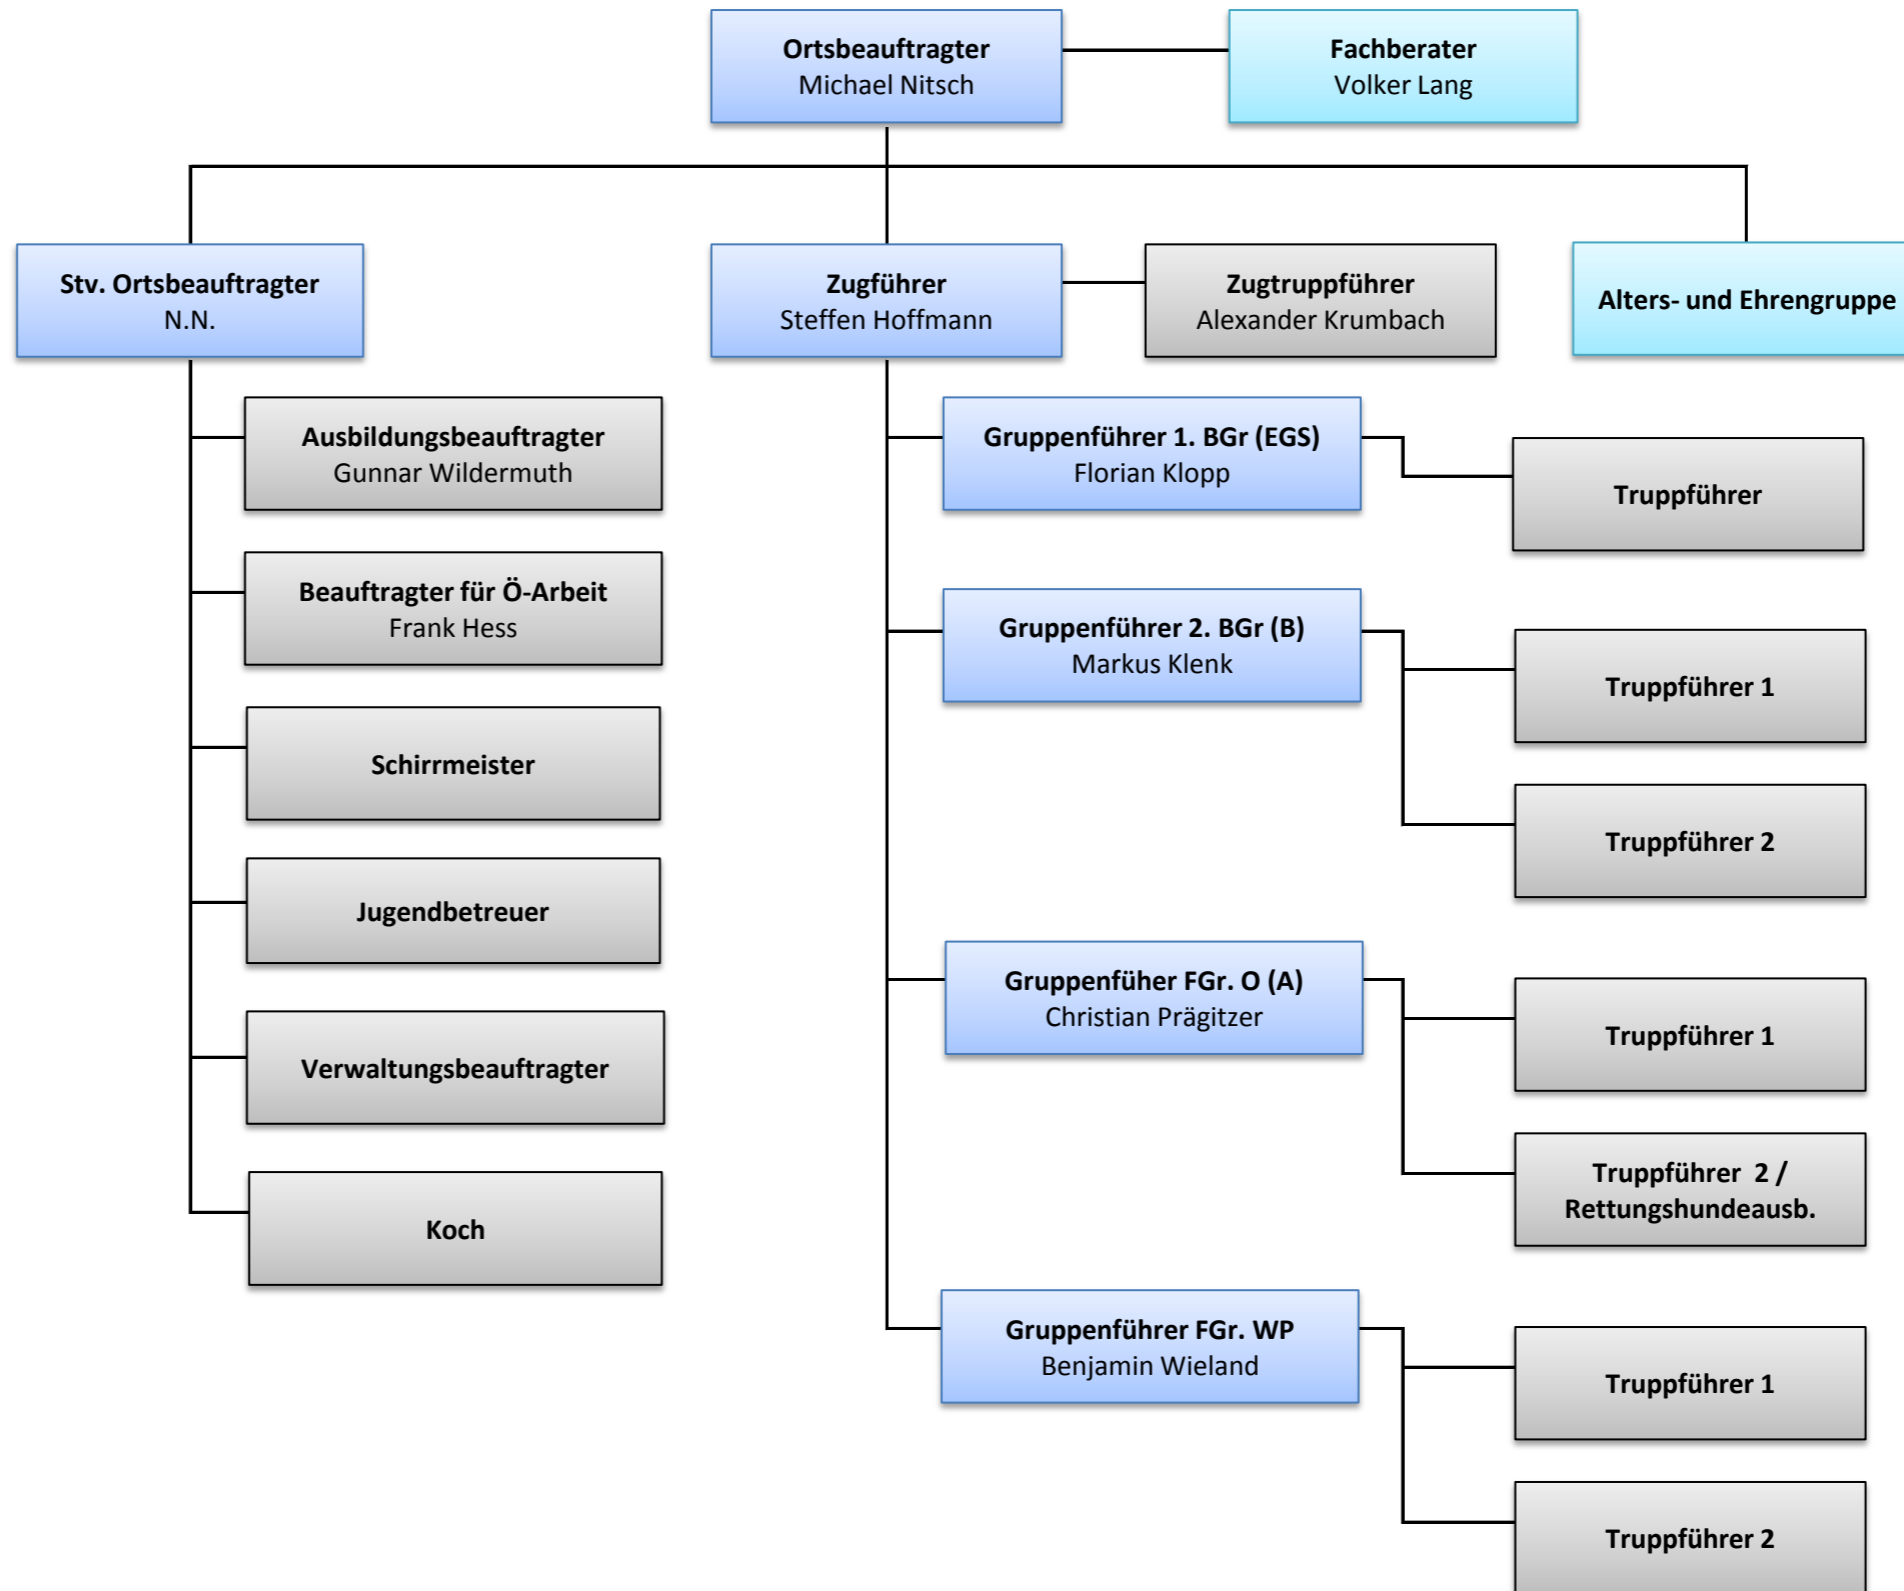 Ortsbeauftragter
Michael Nitsch
Fachberater
Volker Lang
Stv. Ortsbeauftragter
N.N.
Zugführer
Steffen Hoffmann
Zugtruppführer
Alexander Krumbach
Alters- und Ehrengruppe
Ausbildungsbeauftragter
Gunnar Wildermuth
Beauftragter für Ö-Arbeit
Frank Hess
Schirrmeister
Jugendbetreuer
Verwaltungsbeauftragter
Koch
Gruppenführer 1. BGr (EGS)
Florian Klopp
Truppführer
Gruppenführer 2. BGr (B)
Markus Klenk
Truppführer 1
Truppführer 2
Gruppenfüher FGr. O (A)
Christian Prägitzer
Truppführer 1
Truppführer 2 /
Rettungshundeausb.
Gruppenführer FGr. WP
Benjamin Wieland
Truppführer 1
Truppführer 2